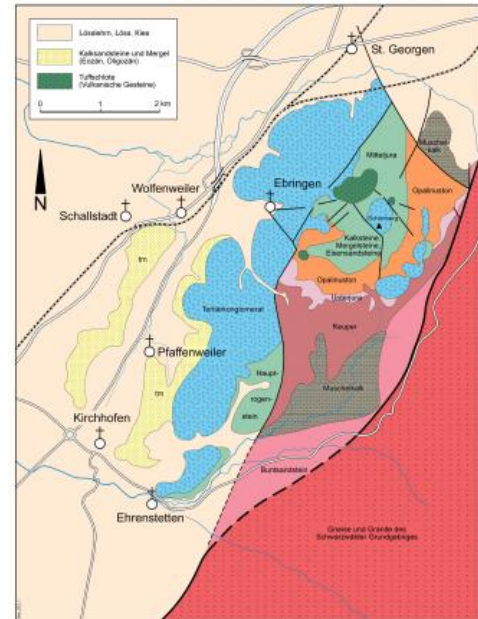 Lösslehm, Löss, Kies
Kalksandsteine und Mergel
(Eozän, Oligozän)
Tuffschlote
(Vulkanische Gesteine)
0 1 2 km
N
St. Georgen
Muschel-
kalk
Mitteljura
Opalinuston
Ebringen
Wolfenweiler
Schallstadt
Schönberg
Kalksteine,
Mergelsteine,
Eisensandsteine
tm
Opalinuston
Unterjura
Tertiärkonglomerat
Keuper
Pfaffenweiler
Haupt-
rogen-
stein
Muschelkalk
tm
Kirchhofen
Buntsandstein
Ehrenstetten
Gneise und Granite des
Schwarzwälder Grundgebirges